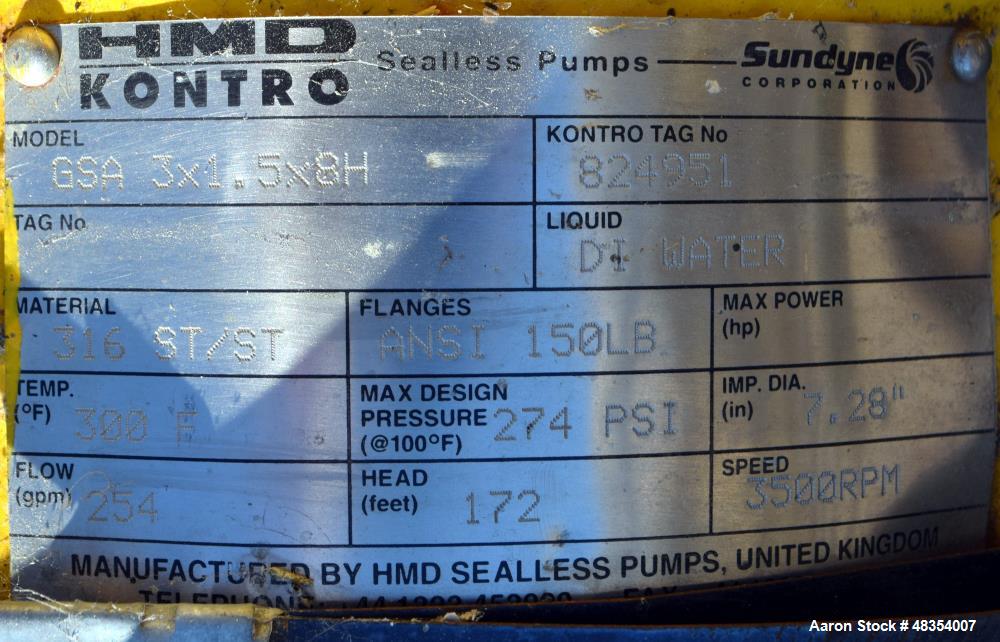 HMD
KONTRO
Sealless Pumps
Sundyne
CORPORATION
MODEL
GSA 3x1.5x8H
KONTRO TAG No
824951
TAG No
LIQUID
DI WATER
MATERIAL
316 ST/ST
FLANGES
ANSI 150LB
MAX POWER
(hp)
TEMP.
(°F) 300 F
MAX DESIGN
PRESSURE 274 PSI
(@100°F)
IMP. DIA.
(in) 7.28"
FLOW
(gpm) 254
HEAD
(feet) 172
SPEED
3500RPM
MANUFACTURED BY HMD SEALLESS PUMPS, UNITED KINGDOM
TELEPHONE
Aaron Stock # 48354007